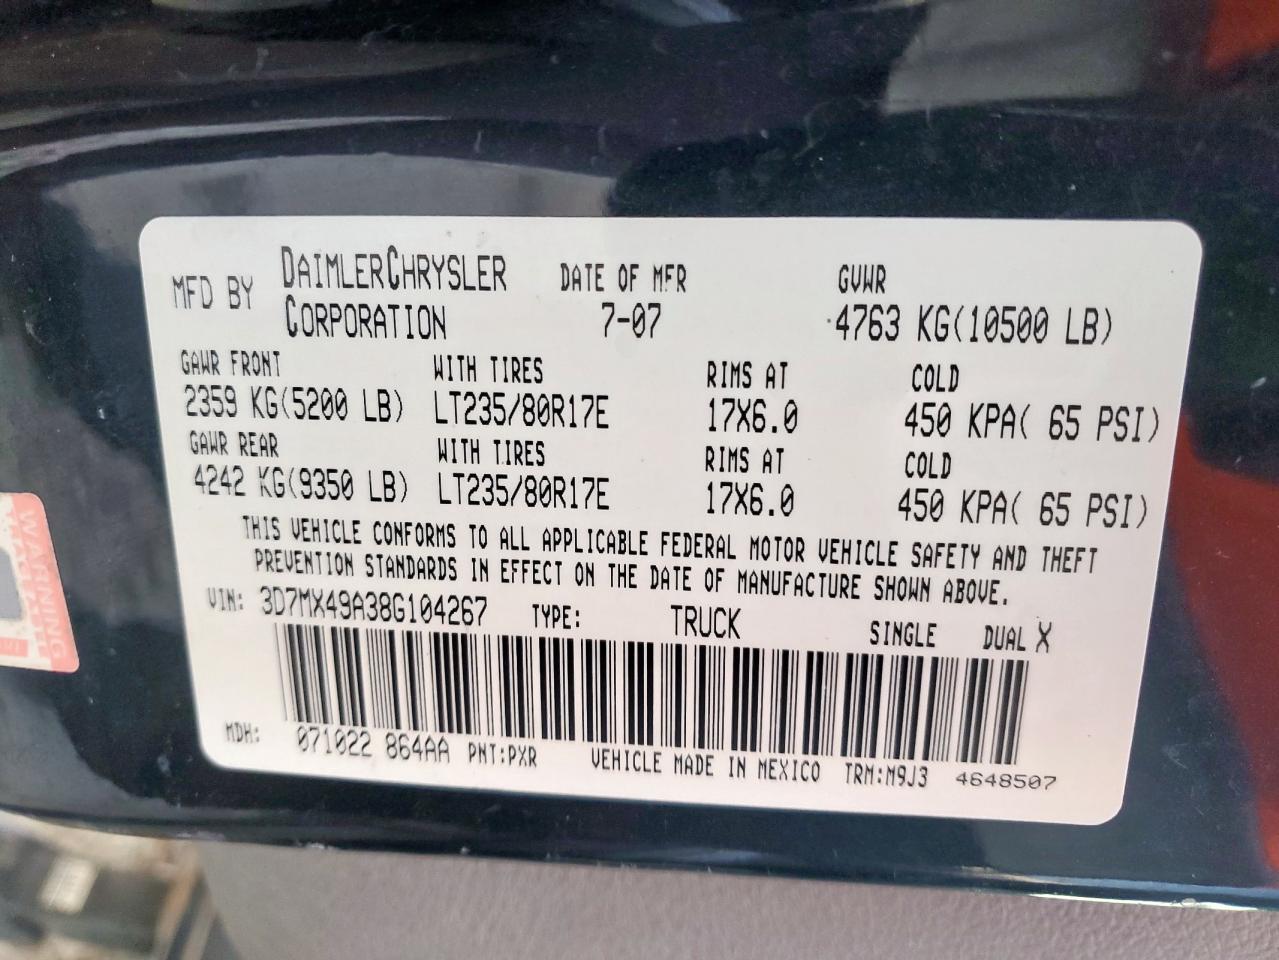 MFD BY DAIMLERCHRYSLER CORPORATION
DATE OF MFR 7-07
GVWR 4763 KG(10500 LB)
GAWR FRONT WITH TIRES RIMS AT COLD
2359 KG(5200 LB) LT235/80R17E 17X6.0 450 KPA( 65 PSI)
GAWR REAR WITH TIRES RIMS AT COLD
4242 KG(9350 LB) LT235/80R17E 17X6.0 450 KPA( 65 PSI)
THIS VEHICLE CONFORMS TO ALL APPLICABLE FEDERAL MOTOR VEHICLE SAFETY AND THEFT
PREVENTION STANDARDS IN EFFECT ON THE DATE OF MANUFACTURE SHOWN ABOVE.
VIN: 3D7MX49A38G104267 TYPE: TRUCK SINGLE DUAL X
MDH: 071022 864AA PNT:PXR VEHICLE MADE IN MEXICO TRM:M9J3 4648507
WARNING